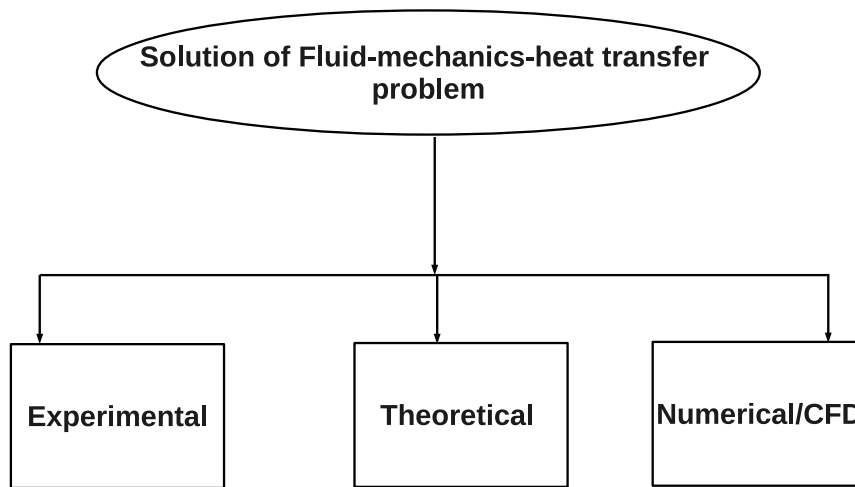 Solution of Fluid-mechanics-heat transfer
problem
Experimental
Theoretical
Numerical/CFD